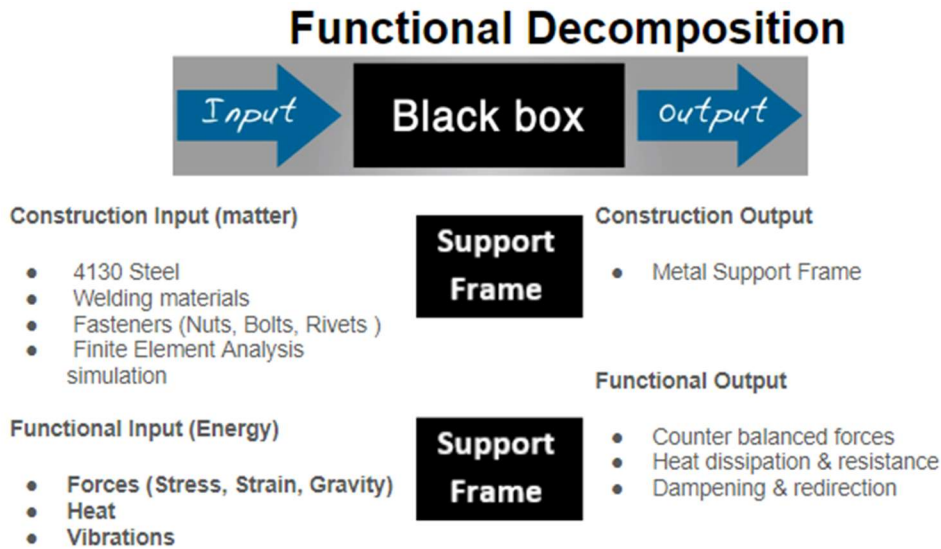 Functional Decomposition
Input
Black box
Output
Construction Input (matter)
● 4130 Steel
● Welding materials
● Fasteners (Nuts, Bolts, Rivets )
● Finite Element Analysis
simulation
Support
Frame
Construction Output
● Metal Support Frame
Functional Input (Energy)
● Forces (Stress, Strain, Gravity)
● Heat
● Vibrations
Support
Frame
Functional Output
● Counter balanced forces
● Heat dissipation & resistance
● Dampening & redirection